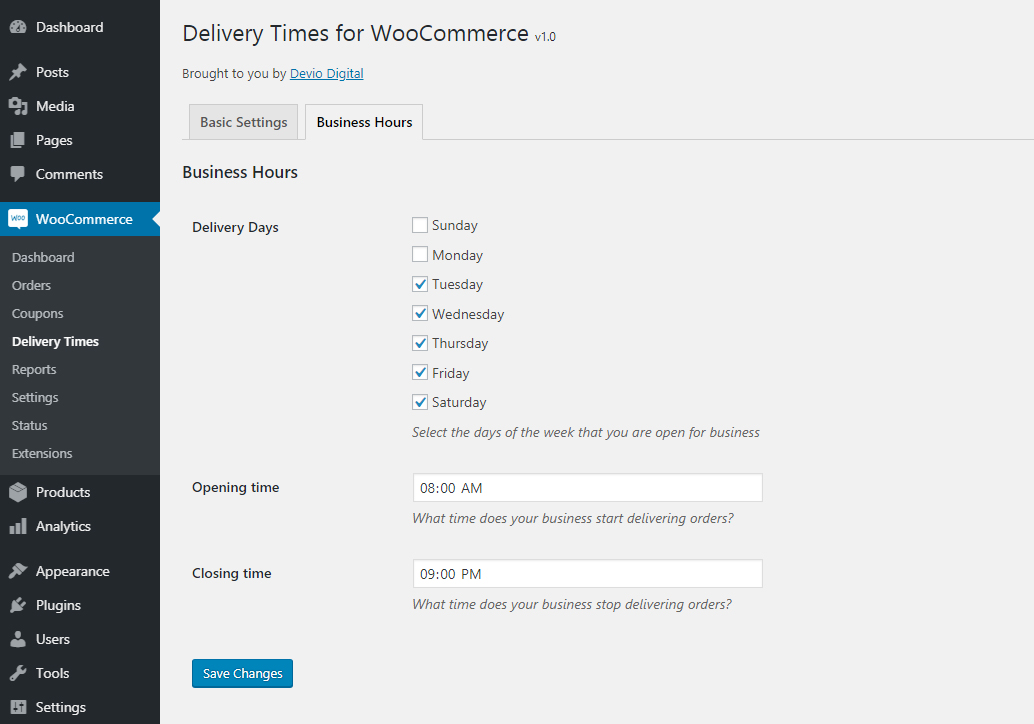 Dashboard
Posts
Media
Pages
Comments
woo WooCommerce
Dashboard
Orders
Coupons
Delivery Times
Reports
Settings
Status
Extensions
Products
Analytics
Appearance
Plugins
Users
Tools
Settings
Delivery Times for WooCommerce v1.0
Brought to you by Devio Digital
Basic Settings Business Hours
Business Hours
Delivery Days
Sunday
Monday
Tuesday
Wednesday
Thursday
Friday
Saturday
Select the days of the week that you are open for business
Opening time 08:00 AM
What time does your business start delivering orders?
Closing time 09:00 PM
What time does your business stop delivering orders?
Save Changes